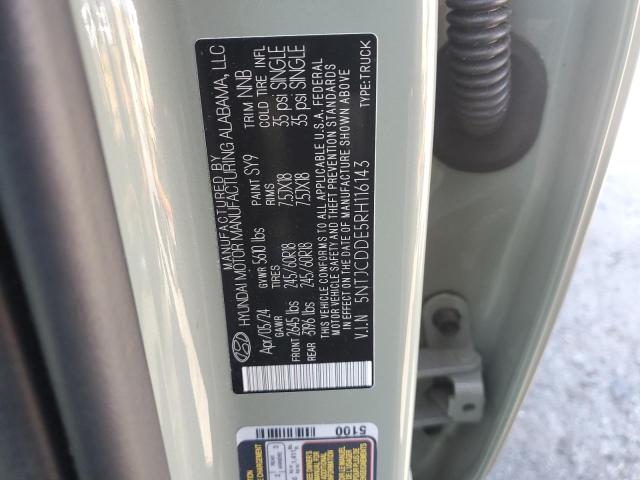 MANUFACTURED BY
HYUNDAI MOTOR MANUFACTURING ALABAMA, LLC
Apr/05/24 GVWR 5610 lbs PAINT SY9 TRIM NNB
GAWR TIRES RIMS COLD TIRE INFL
FRONT 2645 lbs 245/60R18 7.5JX18 35 psi SINGLE
REAR 3196 lbs 245/60R18 7.5JX18 35 psi SINGLE
THIS VEHICLE CONFORMS TO ALL APPLICABLE U.S.A. FEDERAL
MOTOR VEHICLE SAFETY AND THEFT PREVENTION STANDARDS
IN EFFECT ON THE DATE OF MANUFACTURE SHOWN ABOVE
V.I.N 5NTJCDDE5RH116143 TYPE:TRUCK
5100